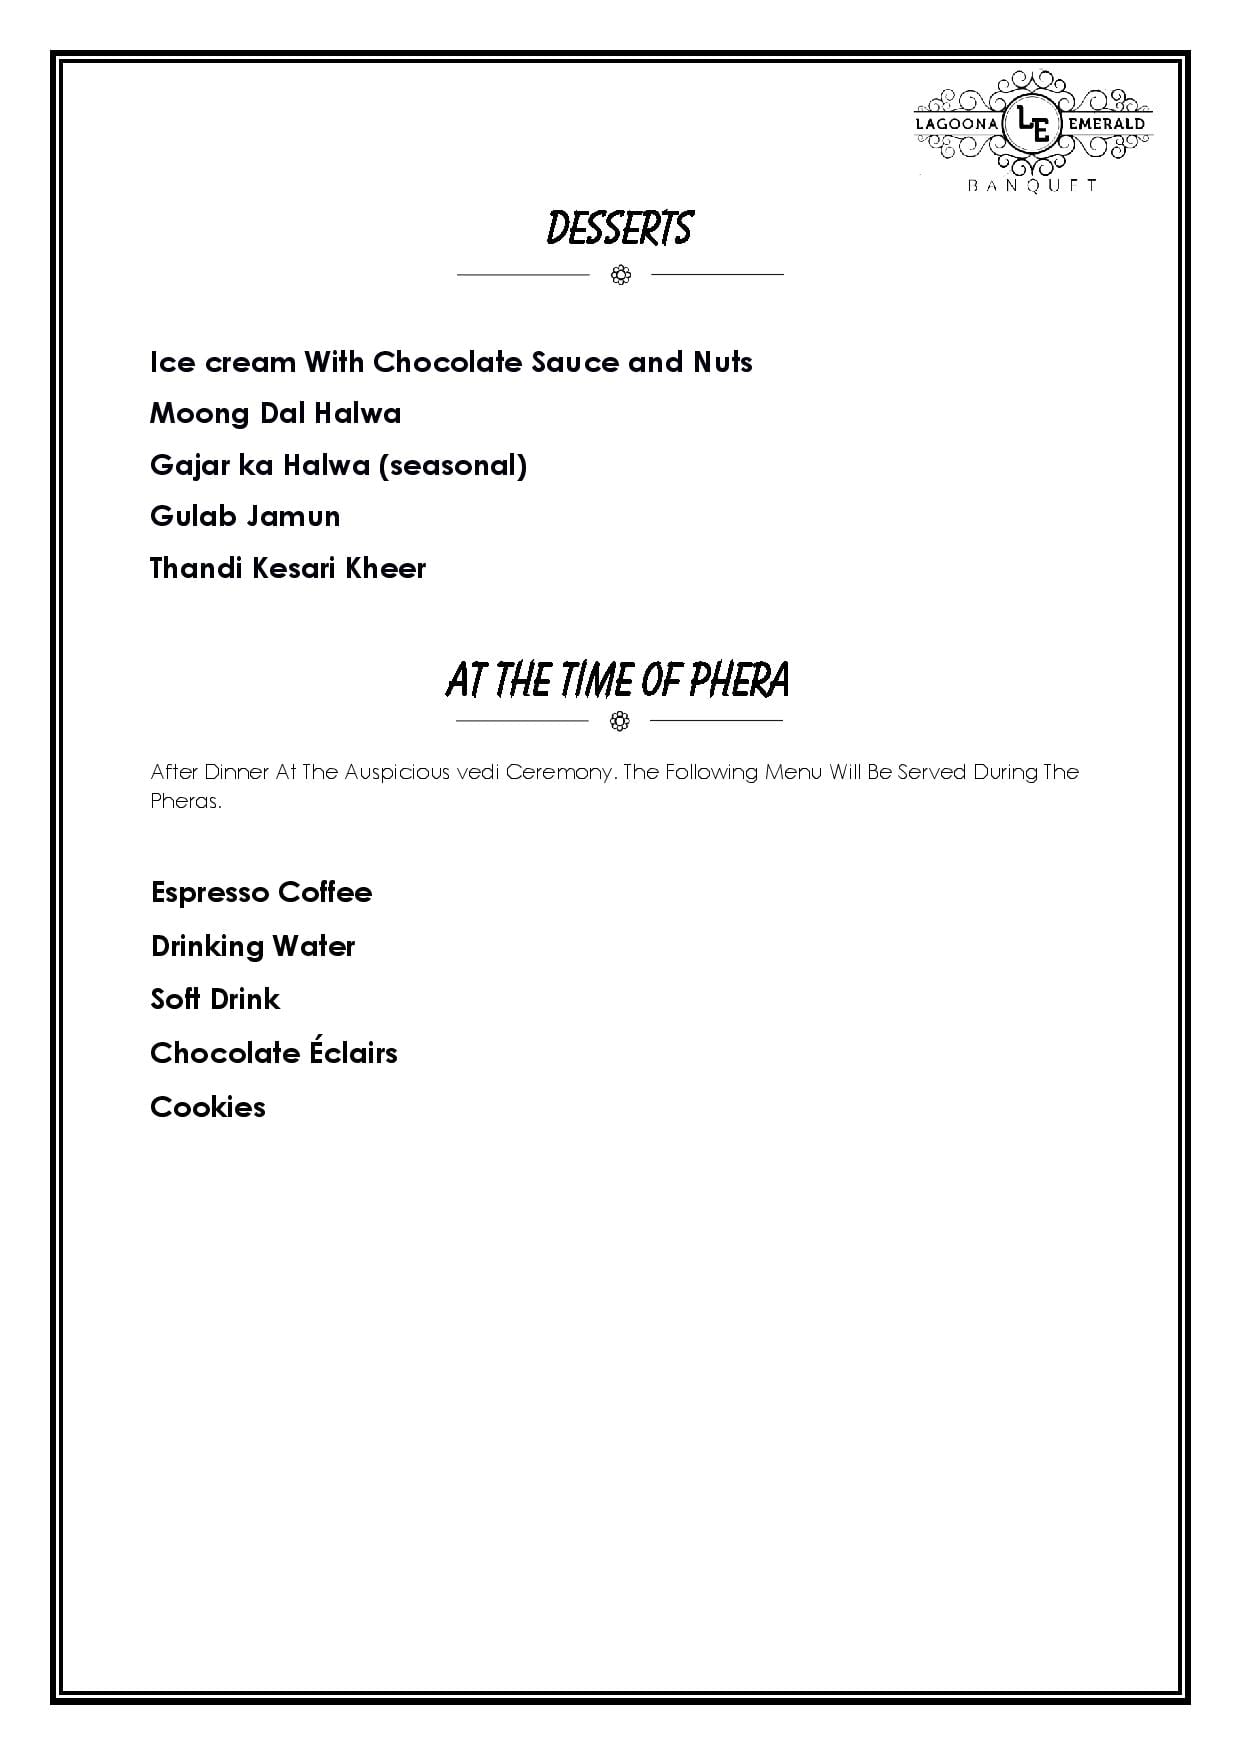 LAGOONA LE EMERALD
BANQUET
DESSERTS
Ice cream With Chocolate Sauce and Nuts
Moong Dal Halwa
Gajar ka Halwa (seasonal)
Gulab Jamun
Thandi Kesari Kheer
AT THE TIME OF PHERA
After Dinner At The Auspicious vedi Ceremony. The Following Menu Will Be Served During The
Pheras.
Espresso Coffee
Drinking Water
Soft Drink
Chocolate Éclairs
Cookies